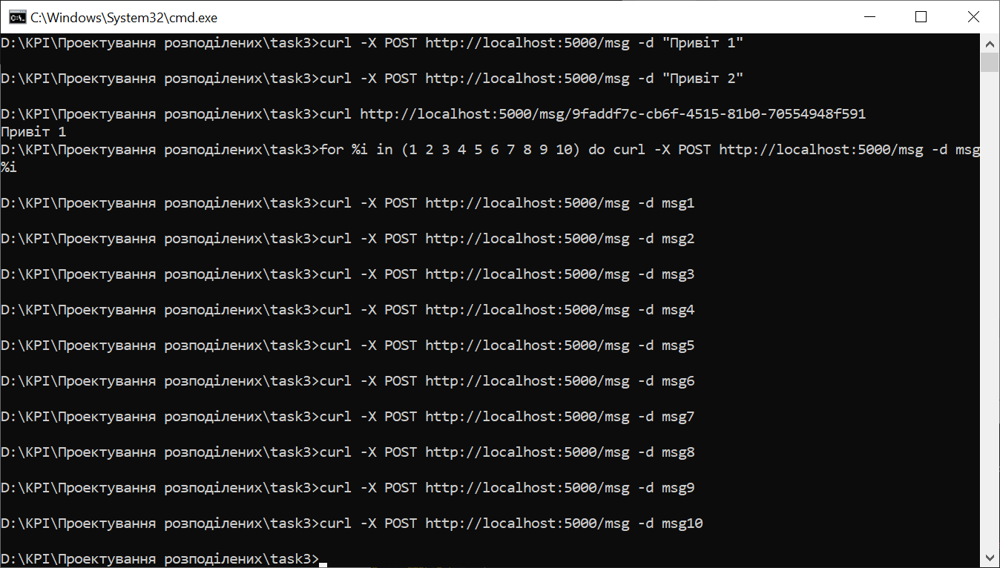 C:\Windows\System32\cmd.exe
D:\KPI\Проектування розподілених\task3>curl -X POST http://localhost:5000/msg -d "Привіт 1"
D:\KPI\Проектування розподілених\task3>curl -X POST http://localhost:5000/msg -d "Привіт 2"
D:\KPI\Проектування розподілених\task3>curl http://localhost:5000/msg/9faddf7c-cb6f-4515-81b0-70554948f591
Привіт 1
D:\KPI\Проектування розподілених\task3>for %i in (1 2 3 4 5 6 7 8 9 10) do curl -X POST http://localhost:5000/msg -d msg
%i
D:\KPI\Проектування розподілених\task3>curl -X POST http://localhost:5000/msg -d msg1
D:\KPI\Проектування розподілених\task3>curl -X POST http://localhost:5000/msg -d msg2
D:\KPI\Проектування розподілених\task3>curl -X POST http://localhost:5000/msg -d msg3
D:\KPI\Проектування розподілених\task3>curl -X POST http://localhost:5000/msg -d msg4
D:\KPI\Проектування розподілених\task3>curl -X POST http://localhost:5000/msg -d msg5
D:\KPI\Проектування розподілених\task3>curl -X POST http://localhost:5000/msg -d msg6
D:\KPI\Проектування розподілених\task3>curl -X POST http://localhost:5000/msg -d msg7
D:\KPI\Проектування розподілених\task3>curl -X POST http://localhost:5000/msg -d msg8
D:\KPI\Проектування розподілених\task3>curl -X POST http://localhost:5000/msg -d msg9
D:\KPI\Проектування розподілених\task3>curl -X POST http://localhost:5000/msg -d msg10
D:\KPI\Проектування розподілених\task3>